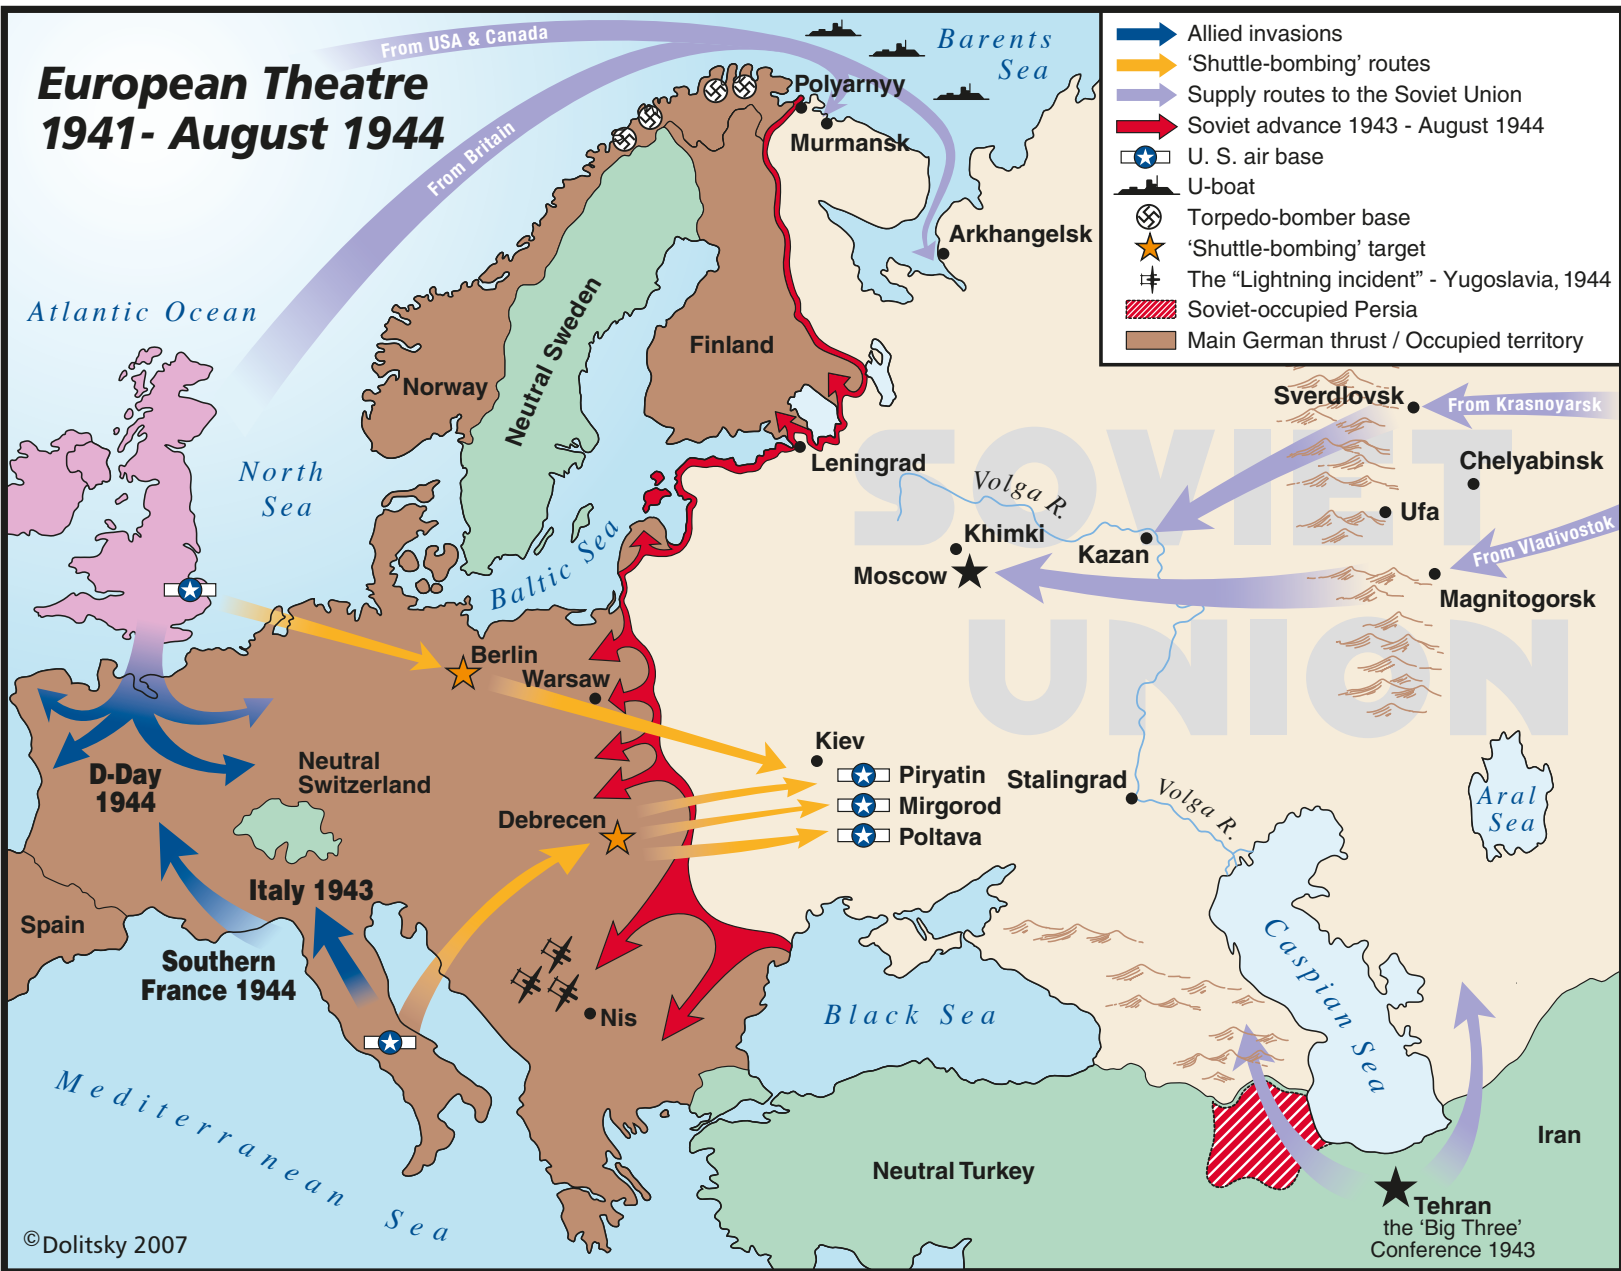 European Theatre
1941- August 1944
From USA & Canada
From Britain
Barents
Sea
Polyarnyy
Murmansk
Arkhangelsk
Allied invasions
‘Shuttle-bombing’ routes
Supply routes to the Soviet Union
Soviet advance 1943 - August 1944
U. S. air base
U-boat
Torpedo-bomber base
‘Shuttle-bombing’ target
The “Lightning incident” - Yugoslavia, 1944
Soviet-occupied Persia
Main German thrust / Occupied territory
Atlantic Ocean
Neutral Sweden
Finland
Norway
North
Sea
Baltic Sea
Leningrad
Volga R.
SOVIET
UNION
Sverdlovsk
From Krasnoyarsk
Chelyabinsk
Ufa
From Vladivostok
Magnitogorsk
Khimki
Kazan
Moscow
Berlin
Warsaw
Kiev
Piryatin
Mirgorod
Poltava
Stalingrad
Volga R.
Aral
Sea
D-Day
1944
Neutral
Switzerland
Debrecen
Italy 1943
Spain
Southern
France 1944
Nis
Black Sea
Caspian Sea
Mediterranean Sea
Neutral Turkey
Iran
Tehran
the ‘Big Three’
Conference 1943
©Dolitsky 2007